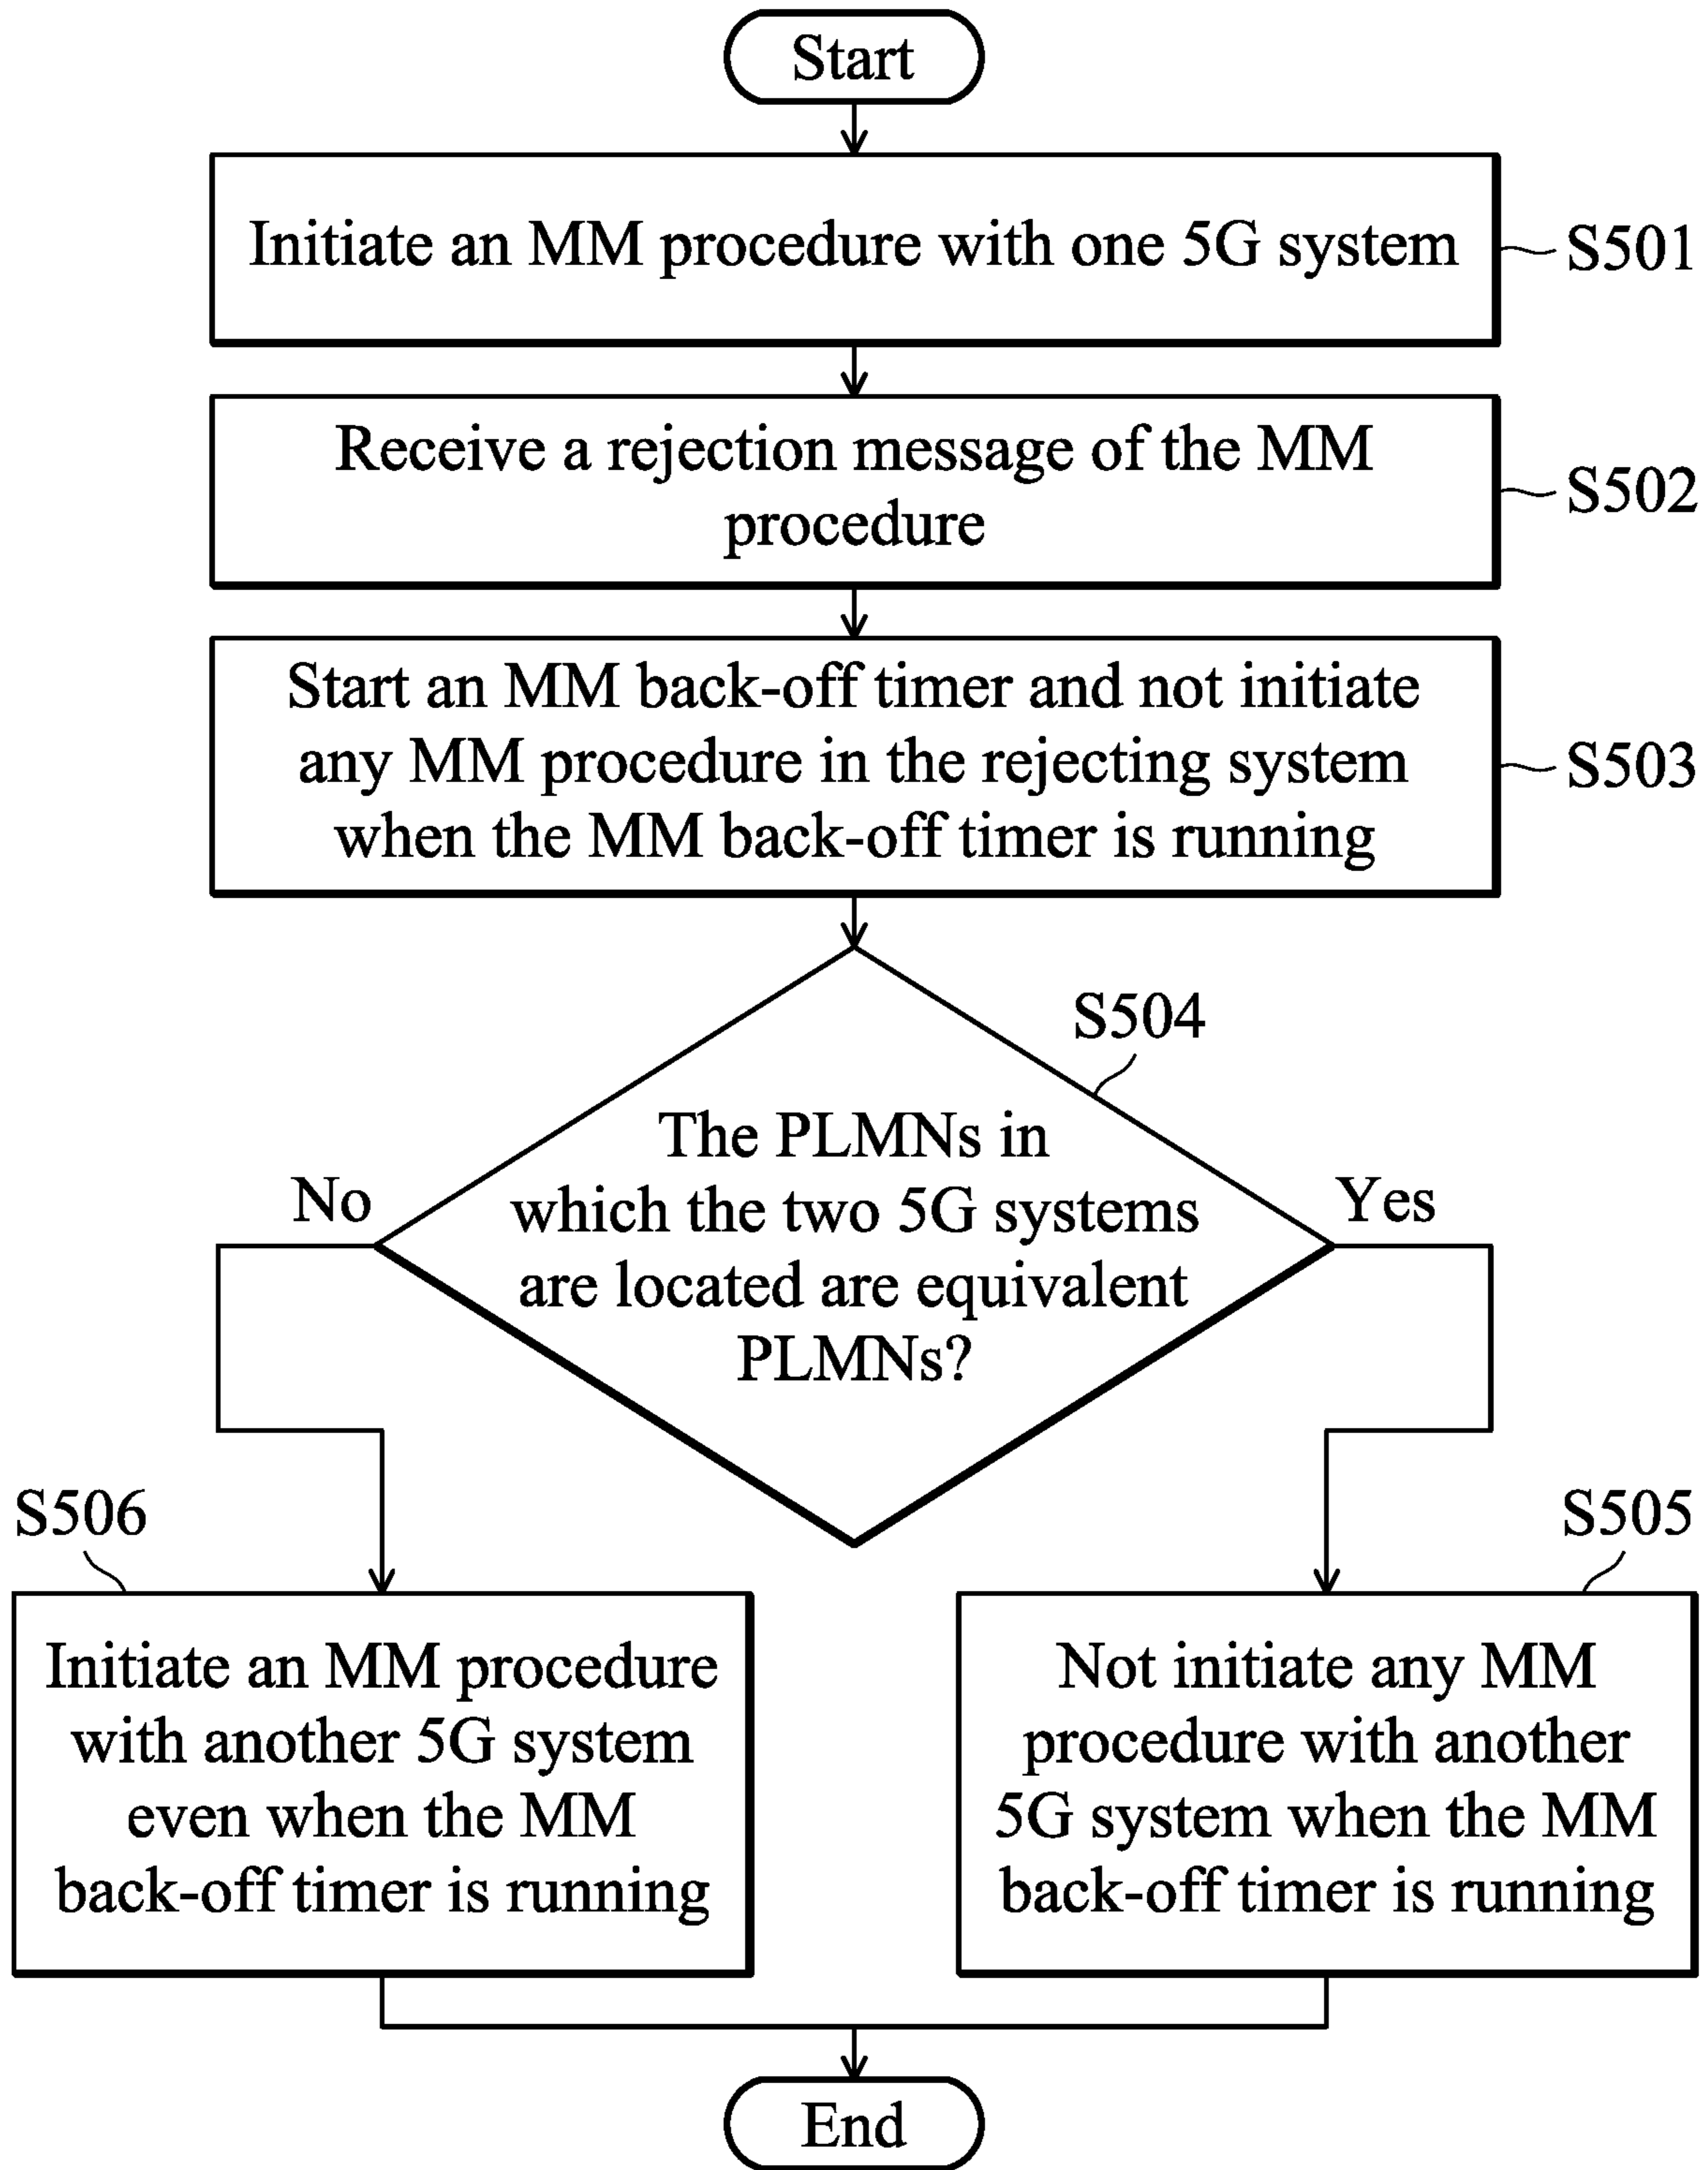 Start
Initiate an MM procedure with one 5G system
S501
Receive a rejection message of the MM
procedure
S502
Start an MM back-off timer and not initiate
any MM procedure in the rejecting system
when the MM back-off timer is running
S503
S504
The PLMNs in
which the two 5G systems
are located are equivalent
PLMNs?
No
Yes
S506
Initiate an MM procedure
with another 5G system
even when the MM
back-off timer is running
S505
Not initiate any MM
procedure with another
5G system when the MM
back-off timer is running
End